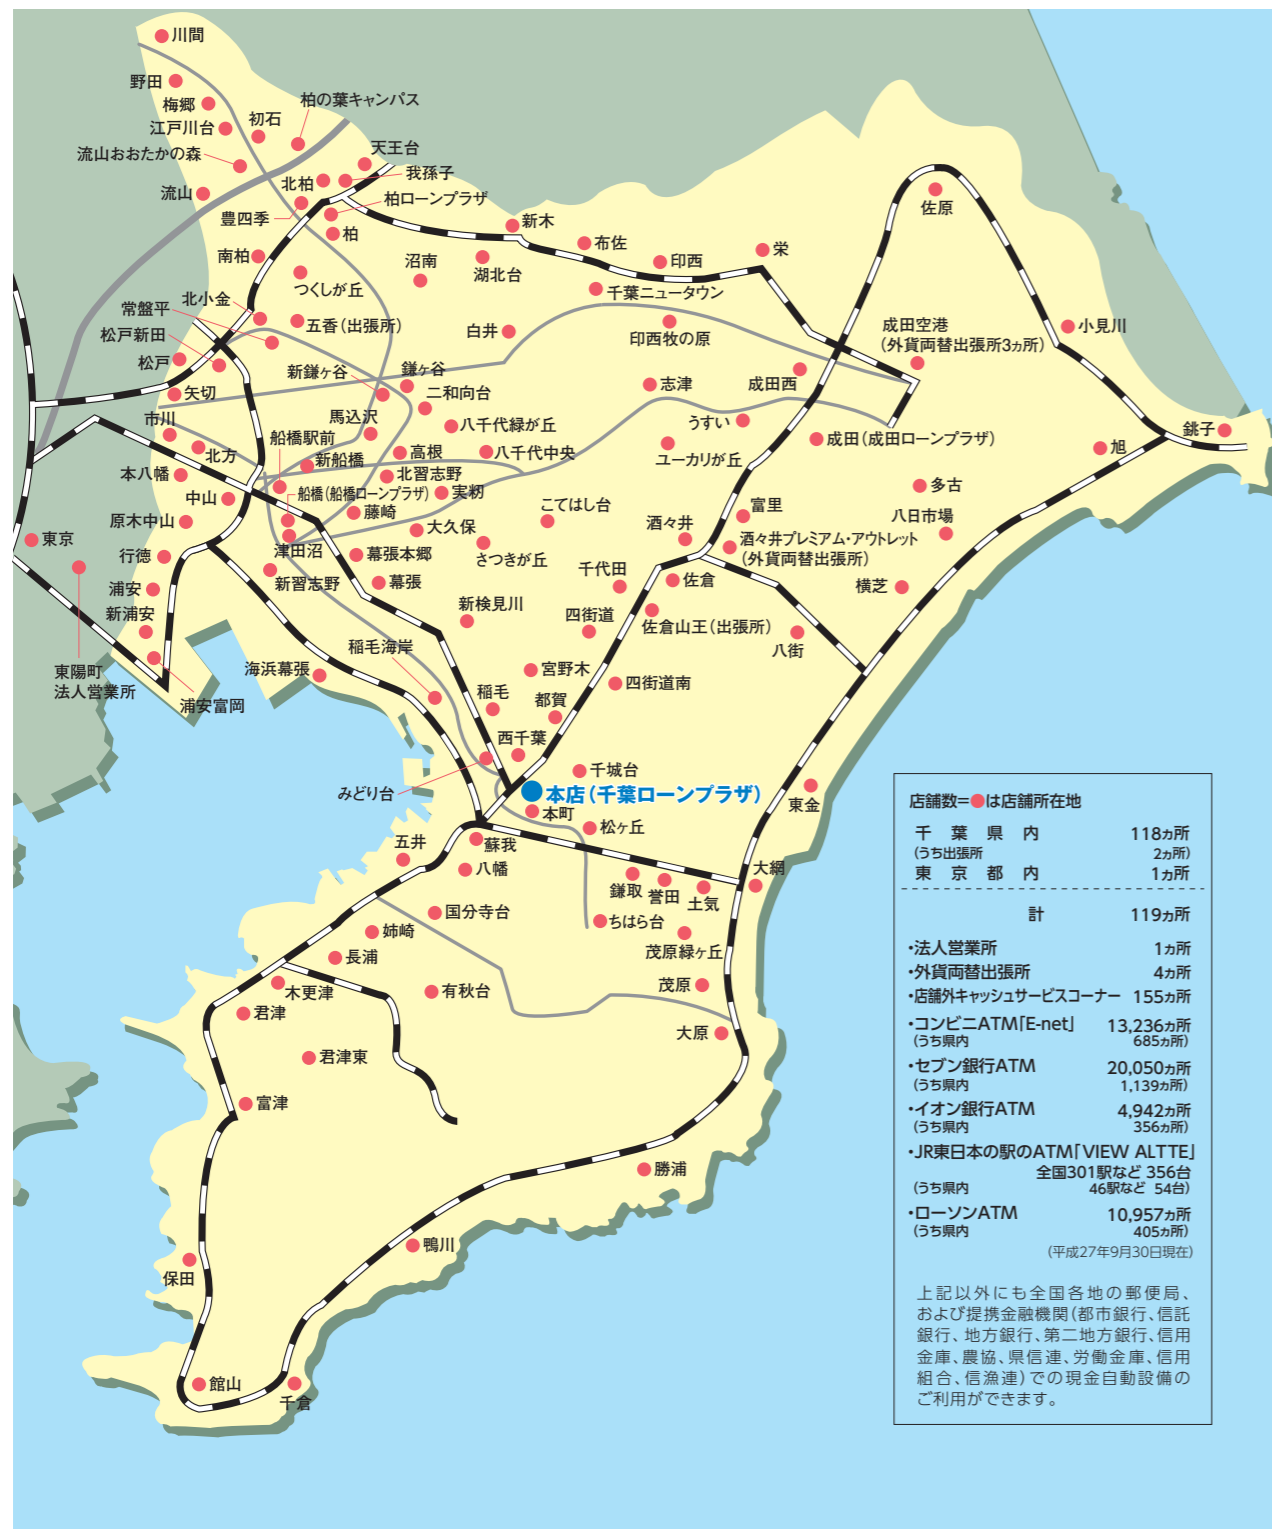 川間
野田
梅郷
柏の葉キャンパス
江戸川台
初石
流山おおたかの森
天王台
流山
北柏
我孫子
豊四季
柏ローンプラザ
柏
新木
布佐
佐原
南柏
沼南
湖北台
印西
栄
つくしが丘
千葉ニュータウン
北小金
常盤平
五香(出張所)
松戸新田
白井
印西牧の原
成田空港
(外貨両替出張所3ヵ所)
小見川
松戸
新鎌ヶ谷
鎌ヶ谷
志津
成田西
矢切
二和向台
市川
馬込沢
八千代緑が丘
うすい
銚子
船橋駅前
北方
新船橋
高根
八千代中央
ユーカリが丘
成田(成田ローンプラザ)
旭
本八幡
北習志野
中山
船橋(船橋ローンプラザ)
実籾
多古
原木中山
藤崎
大久保
こてはし台
酒々井
富里
八日市場
東京
津田沼
幕張本郷
さつきが丘
酒々井プレミアム・アウトレット
(外貨両替出張所)
行徳
新習志野
幕張
千代田
佐倉
横芝
浦安
新浦安
新検見川
四街道
佐倉山王(出張所)
八街
東陽町
法人営業所
浦安富岡
海浜幕張
稲毛海岸
宮野木
四街道南
稲毛
都賀
西千葉
みどり台
千城台
本店(千葉ローンプラザ)
本町
東金
松ヶ丘
蘇我
五井
八幡
大網
鎌取
誉田
土気
国分寺台
ちはら台
姉崎
茂原緑ヶ丘
長浦
木更津
有秋台
茂原
君津
大原
君津東
富津
勝浦
鴨川
保田
館山
千倉
店舗数=●は店舗所在地
千葉県内 118ヵ所
(うち出張所 2ヵ所)
東京都内 1ヵ所
計 119ヵ所
・法人営業所 1ヵ所
・外貨両替出張所 4ヵ所
・店舗外キャッシュサービスコーナー 155ヵ所
・コンビニATM「E-net」 13,236ヵ所
(うち県内 685ヵ所)
・セブン銀行ATM 20,050ヵ所
(うち県内 1,139ヵ所)
・イオン銀行ATM 4,942ヵ所
(うち県内 356ヵ所)
・JR東日本の駅のATM「VIEW ALTTE」
全国301駅など 356台
(うち県内 46駅など 54台)
・ローソンATM 10,957ヵ所
(うち県内 405ヵ所)
(平成27年9月30日現在)
上記以外にも全国各地の郵便局、
および提携金融機関(都市銀行、信託
銀行、地方銀行、第二地方銀行、信用
金庫、農協、県信連、労働金庫、信用
組合、信漁連)での現金自動設備の
ご利用ができます。